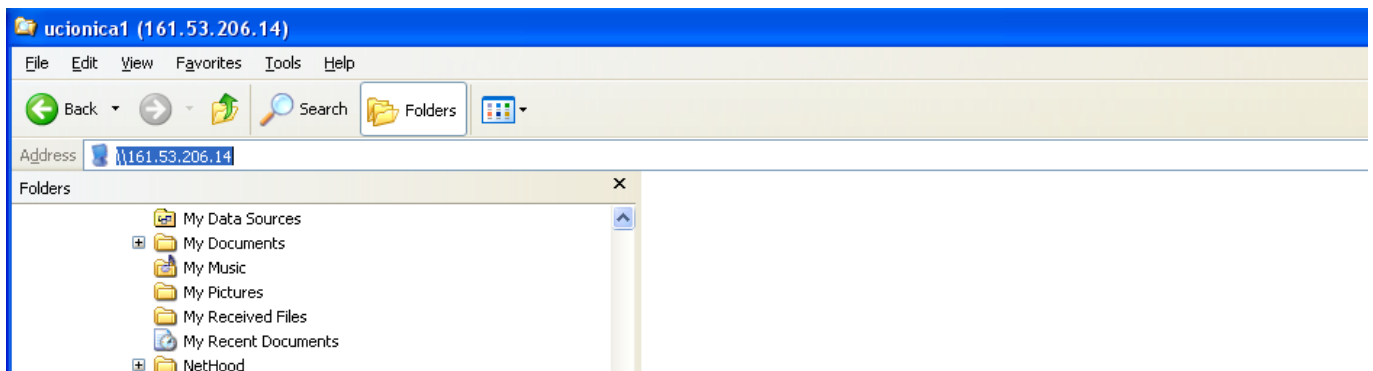 ucionica1 (161.53.206.14)
File Edit View Favorites Tools Help
Back Search Folders
Address \\161.53.206.14
Folders
My Data Sources
My Documents
My Music
My Pictures
My Received Files
My Recent Documents
NetHood